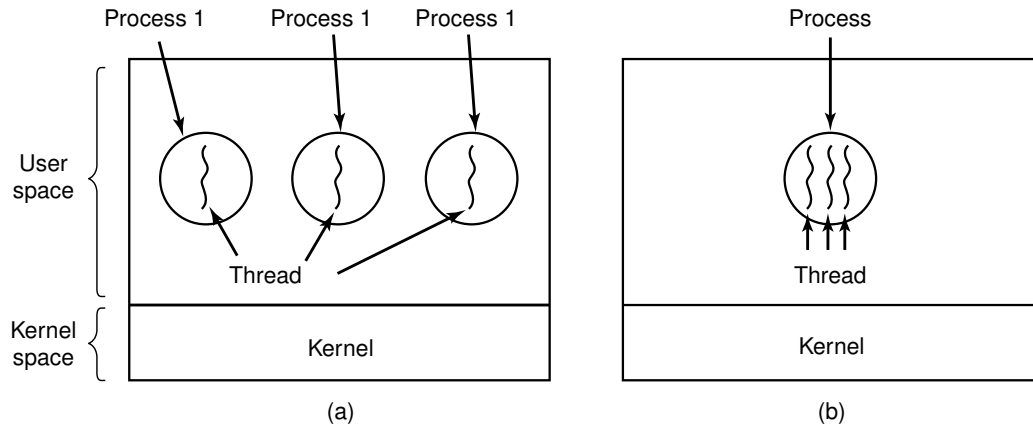 Process 1
Process 1
Process 1
Process
User
space
Thread
Thread
Kernel
space
Kernel
Kernel
(a)
(b)